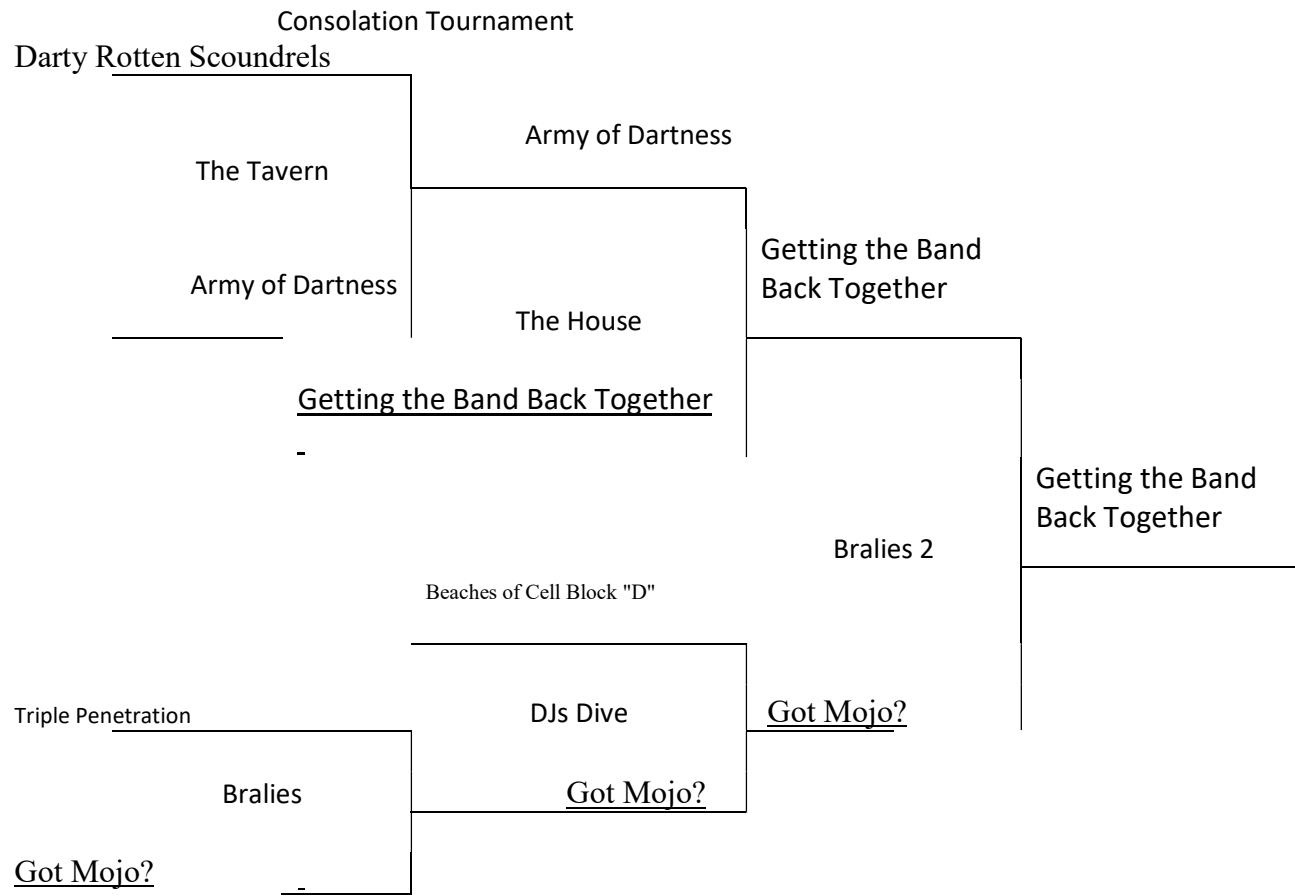 Consolation Tournament
Darty Rotten Scoundrels
Army of Dartness
The Tavern
Getting the Band
Back Together
Army of Dartness
The House
Getting the Band Back Together
Getting the Band
Back Together
Bralies 2
Beaches of Cell Block "D"
Triple Penetration
DJs Dive
Got Mojo?
Bralies
Got Mojo?
Got Mojo?